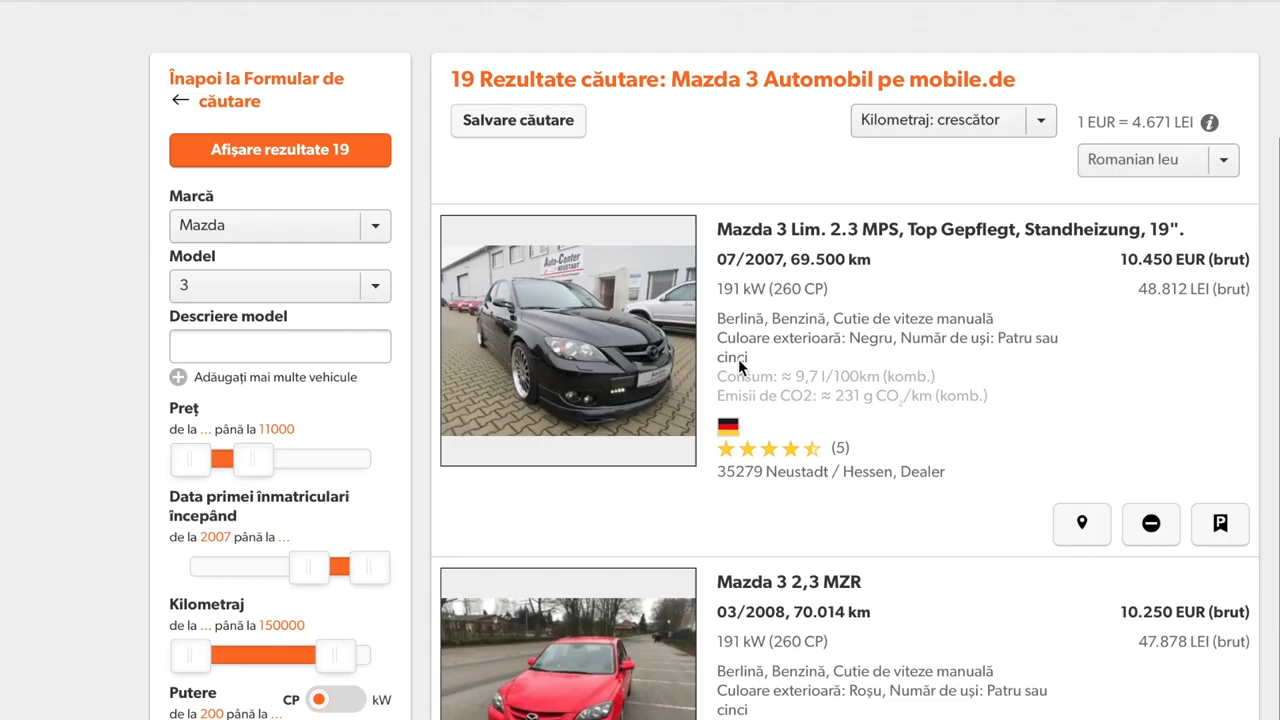 Înapoi la Formular de
căutare
Afișare rezultate 19
Marcă
Mazda
Model
3
Descriere model
Adăugați mai multe vehicule
Preț
de la ... până la 11000
Data primei înmatriculari
începând
de la 2007 până la ...
Kilometraj
de la ... până la 150000
Putere
CP
kW
de la 200 până la ...
19 Rezultate căutare: Mazda 3 Automobil pe mobile.de
Salvare căutare
Kilometraj: crescător
1 EUR = 4.671 LEI
Romanian leu
Auto-Center
NEUSTADT
Mazda 3 Lim. 2.3 MPS, Top Gepflegt, Standheizung, 19".
07/2007, 69.500 km
10.450 EUR (brut)
191 kW (260 CP)
48.812 LEI (brut)
Berlină, Benzină, Cutie de viteze manuală
Culoare exterioară: Negru, Număr de uși: Patru sau
cinci
Consum: ≈ 9,7 l/100km (komb.)
Emisii de CO2: ≈ 231 g CO₂/km (komb.)
(5)
35279 Neustadt / Hessen, Dealer
P
Mazda 3 2,3 MZR
03/2008, 70.014 km
10.250 EUR (brut)
191 kW (260 CP)
47.878 LEI (brut)
Berlină, Benzină, Cutie de viteze manuală
Culoare exterioară: Roșu, Număr de uși: Patru sau
cinci